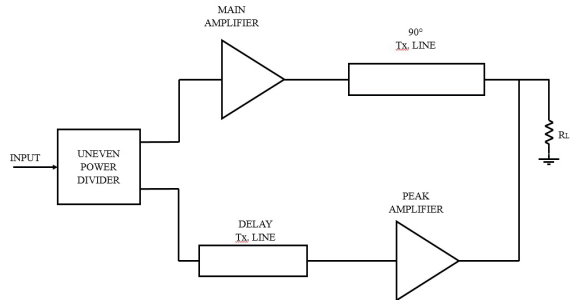 MAIN
AMPLIFIER
90°
Tx. LINE
RL
INPUT
UNEVEN
POWER
DIVIDER
PEAK
AMPLIFIER
DELAY
Tx. LINE